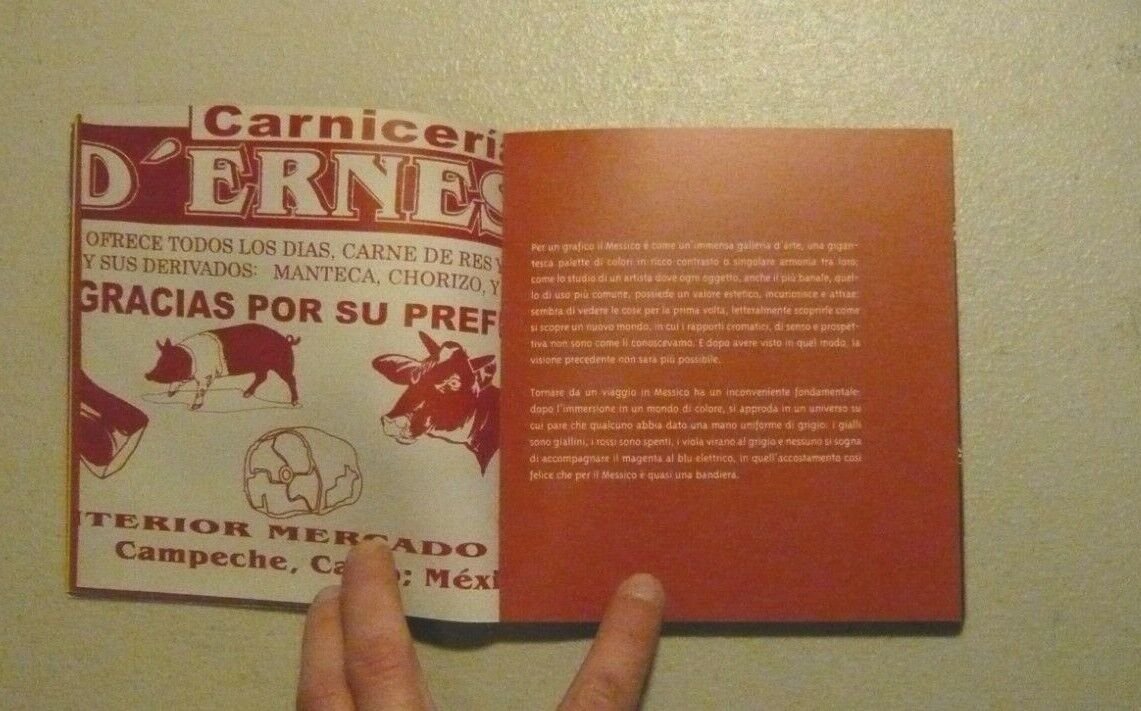 Carnicería
D´ERNES
OFRECE TODOS LOS DIAS, CARNE DE RES Y
Y SUS DERIVADOS: MANTECA, CHORIZO, Y
GRACIAS POR SU PREF
TERIOR MERCADO
Campeche, Ca ; Méxi
Per un grafico il Messico è come un'immensa galleria d'arte, una gigan-
tesca palette di colori in ricco contrasto o singolare armonia tra loro;
come lo studio di un artista dove ogni oggetto, anche il più banale, quel-
lo di uso più comune, possiede un valore estetico, incuriosisce e attrae:
sembra di vedere le cose per la prima volta, letteralmente scoprirle come
si scopre un nuovo mondo, in cui i rapporti cromatici, di senso e prospet-
tiva non sono come li conoscevamo. E dopo avere visto in quel modo, la
visione precedente non sarà più possibile.
Tornare da un viaggio in Messico ha un inconveniente fondamentale:
dopo l'immersione in un mondo di colore, si approda in un universo su
cui pare che qualcuno abbia dato una mano uniforme di grigio: i gialli
sono giallini, i rossi sono spenti, i viola virano al grigio e nessuno si sogna
di accompagnare il magenta al blu elettrico, in quell'accostamento così
felice che per il Messico è quasi una bandiera.